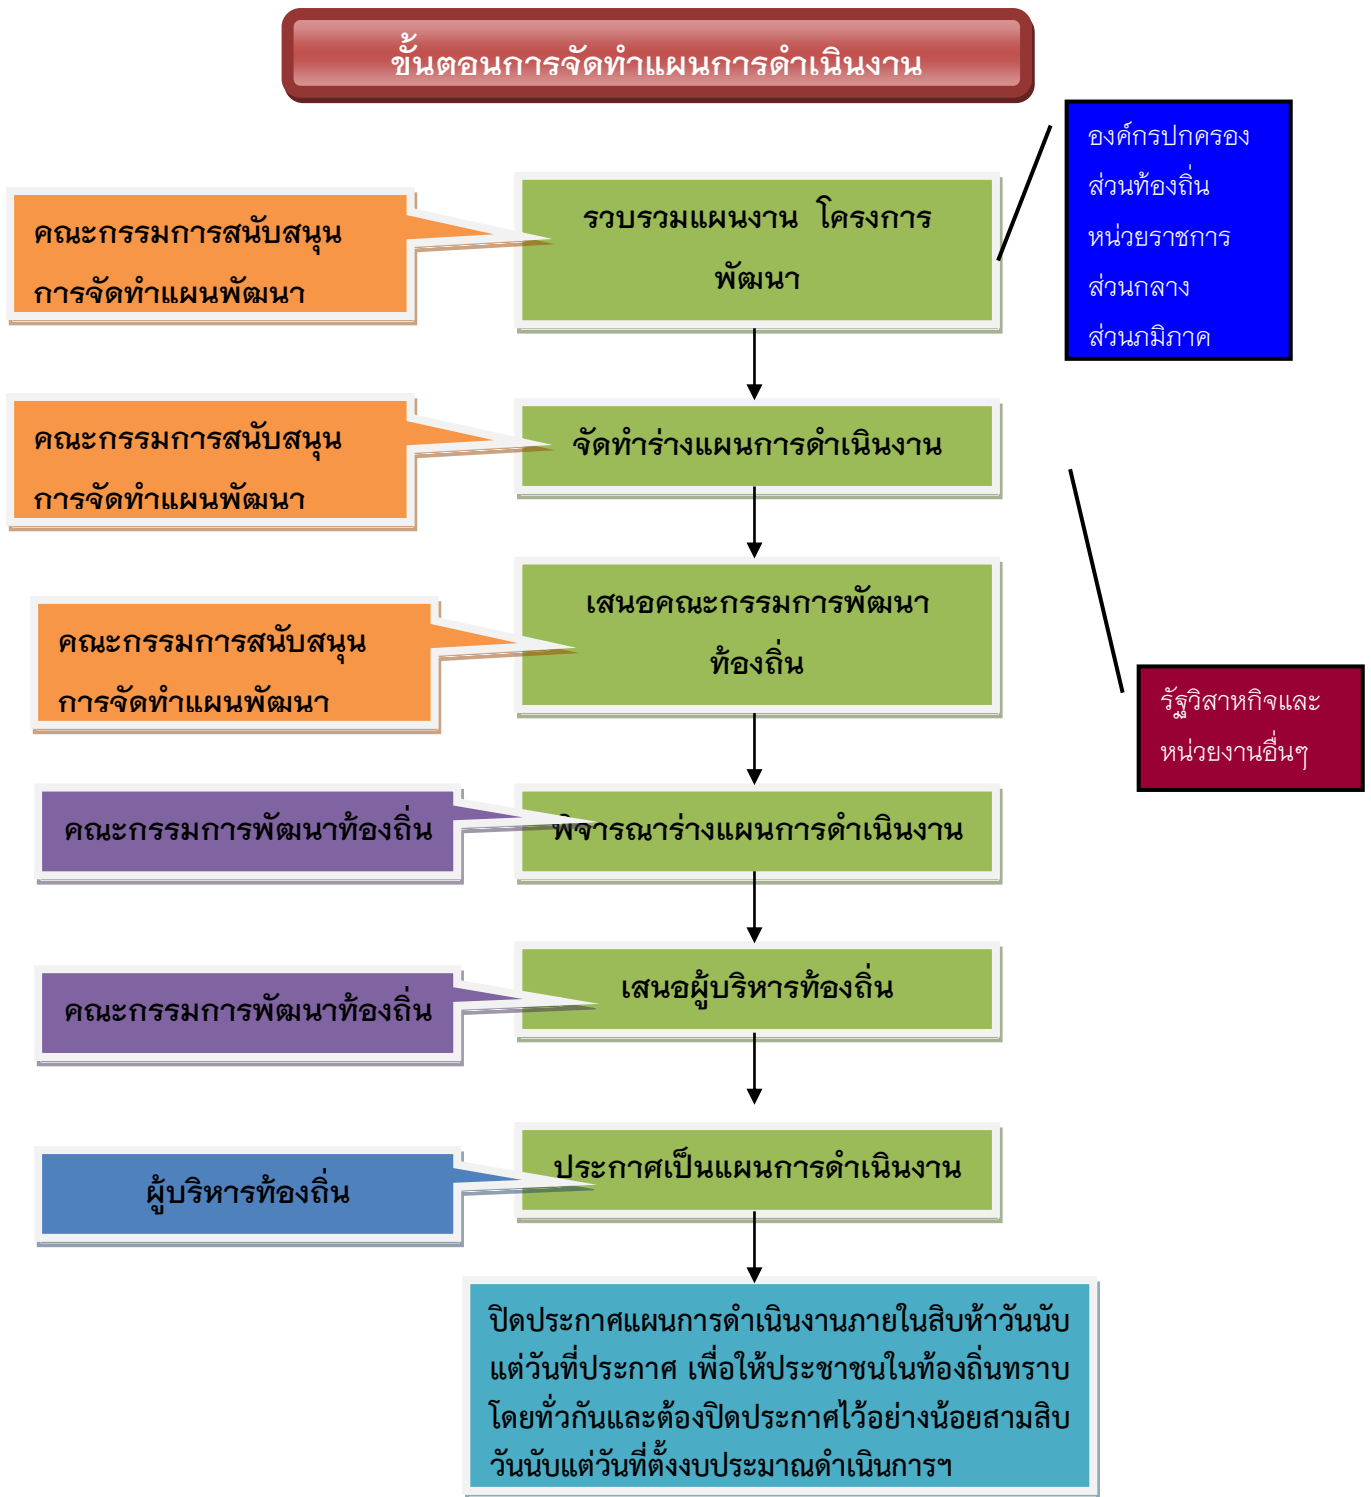 ขั้นตอนการจัดทำแผนการดำเนินงาน
องค์กรปกครอง
ส่วนท้องถิ่น
หน่วยราชการ
ส่วนกลาง
ส่วนภูมิภาค
คณะกรรมการสนับสนุน
การจัดทำแผนพัฒนา
รวบรวมแผนงาน โครงการ
พัฒนา
คณะกรรมการสนับสนุน
การจัดทำแผนพัฒนา
จัดทำร่างแผนการดำเนินงาน
คณะกรรมการสนับสนุน
การจัดทำแผนพัฒนา
เสนอคณะกรรมการพัฒนา
ท้องถิ่น
รัฐวิสาหกิจและ
หน่วยงานอื่นๆ
คณะกรรมการพัฒนาท้องถิ่น
พิจารณาร่างแผนการดำเนินงาน
คณะกรรมการพัฒนาท้องถิ่น
เสนอผู้บริหารท้องถิ่น
ผู้บริหารท้องถิ่น
ประกาศเป็นแผนการดำเนินงาน
ปิดประกาศแผนการดำเนินงานภายในสิบห้าวันนับ
แต่วันที่ประกาศ เพื่อให้ประชาชนในท้องถิ่นทราบ
โดยทั่วกันและต้องปิดประกาศไว้อย่างน้อยสามสิบ
วันนับแต่วันที่ตั้งงบประมาณดำเนินการฯ